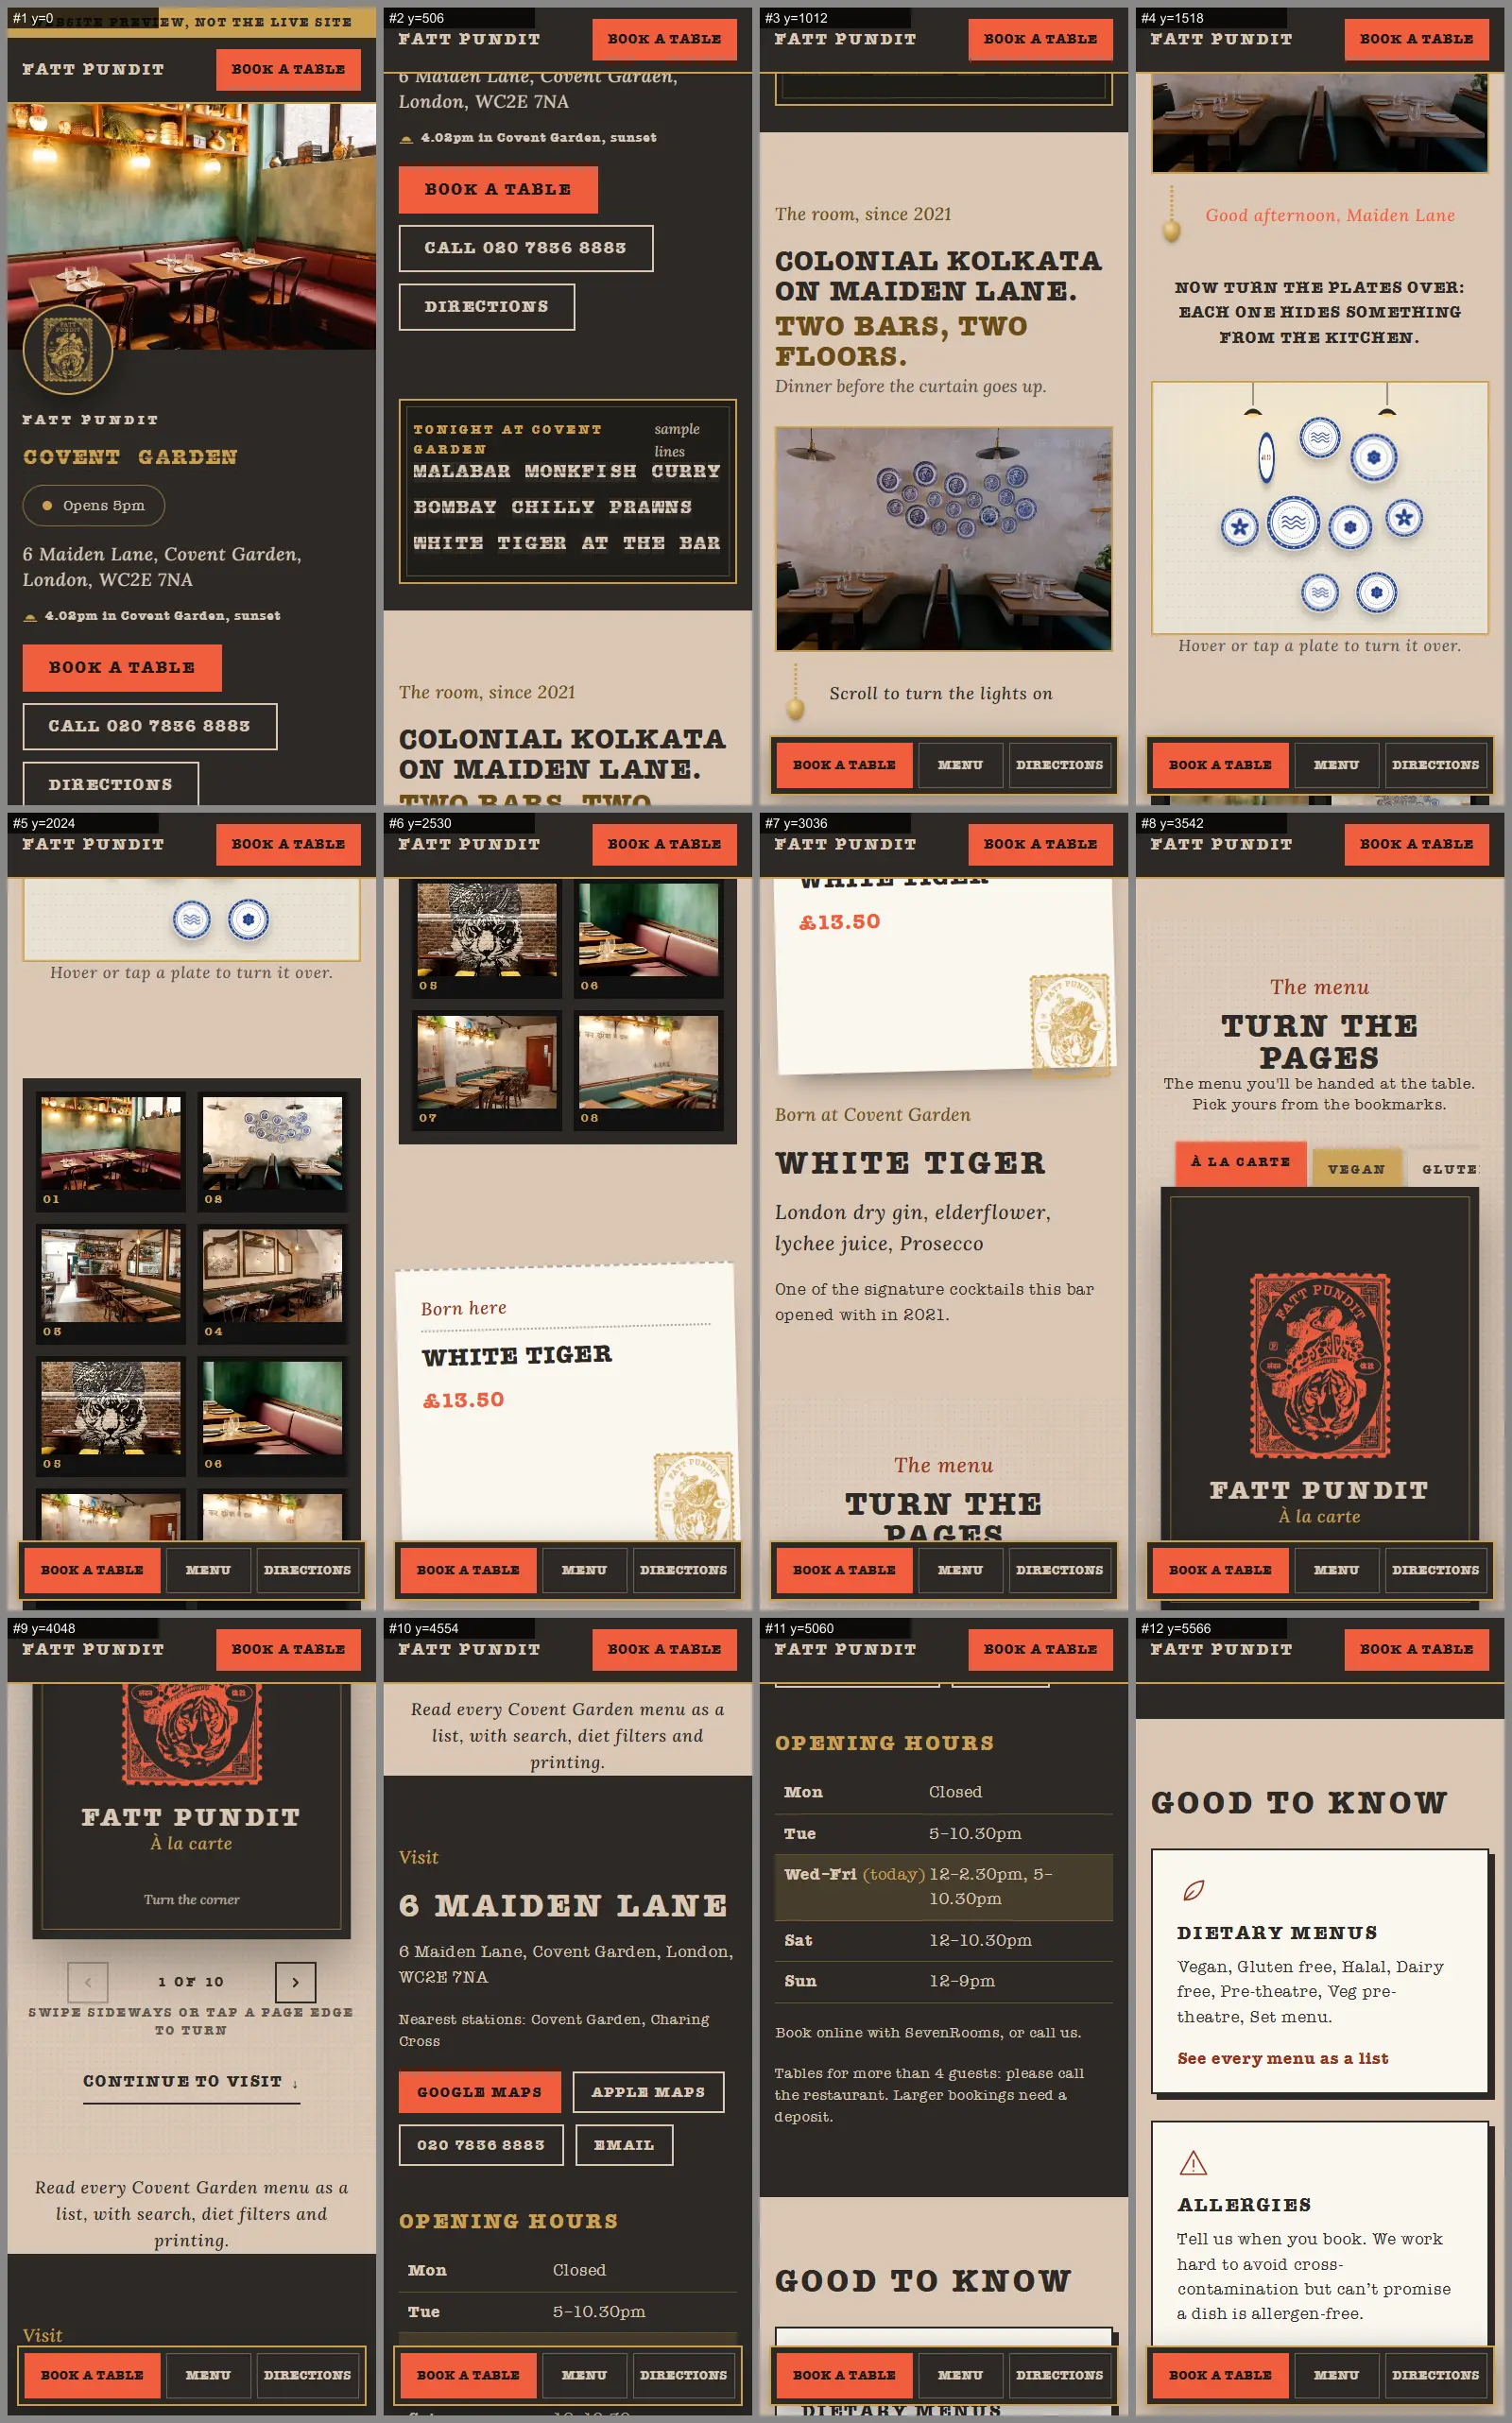 #1 y=0
EW, NOT THE LIVE SITE
FATT PUNDIT
BOOK A TABLE
FATT PUNDIT
COVENT GARDEN
Opens 5pm
6 Maiden Lane, Covent Garden,
London, WC2E 7NA
4.02pm in Covent Garden, sunset
BOOK A TABLE
CALL 020 7836 8883
DIRECTIONS
#2 y=506
FATT PUNDIT
BOOK A TABLE
6 Maiden Lane, Covent Garden,
London, WC2E 7NA
4.02pm in Covent Garden, sunset
BOOK A TABLE
CALL 020 7836 8883
DIRECTIONS
TONIGHT AT COVENT GARDEN
sample lines
MALABAR MONKFISH CURRY
BOMBAY CHILLY PRAWNS
WHITE TIGER AT THE BAR
The room, since 2021
COLONIAL KOLKATA
ON MAIDEN LANE.
TWO BARS, TWO
#3 y=1012
FATT PUNDIT
BOOK A TABLE
The room, since 2021
COLONIAL KOLKATA
ON MAIDEN LANE.
TWO BARS, TWO
FLOORS.
Dinner before the curtain goes up.
Scroll to turn the lights on
BOOK A TABLE
MENU
DIRECTIONS
#4 y=1518
FATT PUNDIT
BOOK A TABLE
Good afternoon, Maiden Lane
NOW TURN THE PLATES OVER:
EACH ONE HIDES SOMETHING
FROM THE KITCHEN.
Hover or tap a plate to turn it over.
BOOK A TABLE
MENU
DIRECTIONS
#5 y=2024
FATT PUNDIT
BOOK A TABLE
Hover or tap a plate to turn it over.
01
02
03
04
05
06
BOOK A TABLE
MENU
DIRECTIONS
#6 y=2530
FATT PUNDIT
BOOK A TABLE
05
06
07
08
Born here
WHITE TIGER
£13.50
FATT PUNDIT
BOOK A TABLE
MENU
DIRECTIONS
#7 y=3036
FATT PUNDIT
BOOK A TABLE
WHITE TIGER
£13.50
FATT PUNDIT
Born at Covent Garden
WHITE TIGER
London dry gin, elderflower,
lychee juice, Prosecco
One of the signature cocktails this bar
opened with in 2021.
The menu
TURN THE
PAGES
BOOK A TABLE
MENU
DIRECTIONS
#8 y=3542
FATT PUNDIT
BOOK A TABLE
The menu
TURN THE
PAGES
The menu you'll be handed at the table.
Pick yours from the bookmarks.
À LA CARTE
VEGAN
GLUTE
FATT PUNDIT
FATT PUNDIT
À la carte
BOOK A TABLE
MENU
DIRECTIONS
#9 y=4048
FATT PUNDIT
BOOK A TABLE
FATT PUNDIT
À la carte
Turn the corner
‹
1 OF 10
›
SWIPE SIDEWAYS OR TAP A PAGE EDGE
TO TURN
CONTINUE TO VISIT ↓
Read every Covent Garden menu as a
list, with search, diet filters and
printing.
Visit
BOOK A TABLE
MENU
DIRECTIONS
#10 y=4554
FATT PUNDIT
BOOK A TABLE
Read every Covent Garden menu as a
list, with search, diet filters and
printing.
Visit
6 MAIDEN LANE
6 Maiden Lane, Covent Garden, London,
WC2E 7NA
Nearest stations: Covent Garden, Charing
Cross
GOOGLE MAPS
APPLE MAPS
020 7836 8883
EMAIL
OPENING HOURS
Mon Closed
Tue 5-10.30pm
BOOK A TABLE
MENU
DIRECTIONS
#11 y=5060
FATT PUNDIT
BOOK A TABLE
OPENING HOURS
Mon Closed
Tue 5-10.30pm
Wed-Fri (today) 12-2.30pm, 5-
10.30pm
Sat 12-10.30pm
Sun 12-9pm
Book online with SevenRooms, or call us.
Tables for more than 4 guests: please call
the restaurant. Larger bookings need a
deposit.
GOOD TO KNOW
BOOK A TABLE
MENU
DIRECTIONS
DIETARY MENUS
#12 y=5566
FATT PUNDIT
BOOK A TABLE
GOOD TO KNOW
DIETARY MENUS
Vegan, Gluten free, Halal, Dairy
free, Pre-theatre, Veg pre-
theatre, Set menu.
See every menu as a list
ALLERGIES
Tell us when you book. We work
hard to avoid cross-
contamination but can't promise
a dish is allergen-free.
BOOK A TABLE
MENU
DIRECTIONS